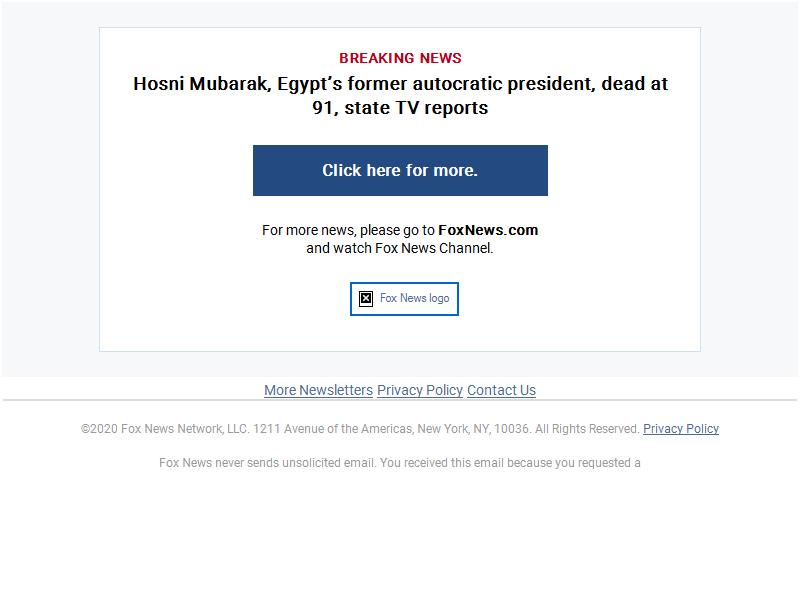 BREAKING NEWS
Hosni Mubarak, Egypt’s former autocratic president, dead at
91, state TV reports
Click here for more.
For more news, please go to FoxNews.com
and watch Fox News Channel.
Fox News logo
More Newsletters Privacy Policy Contact Us
©2020 Fox News Network, LLC. 1211 Avenue of the Americas, New York, NY, 10036. All Rights Reserved. Privacy Policy
Fox News never sends unsolicited email. You received this email because you requested a